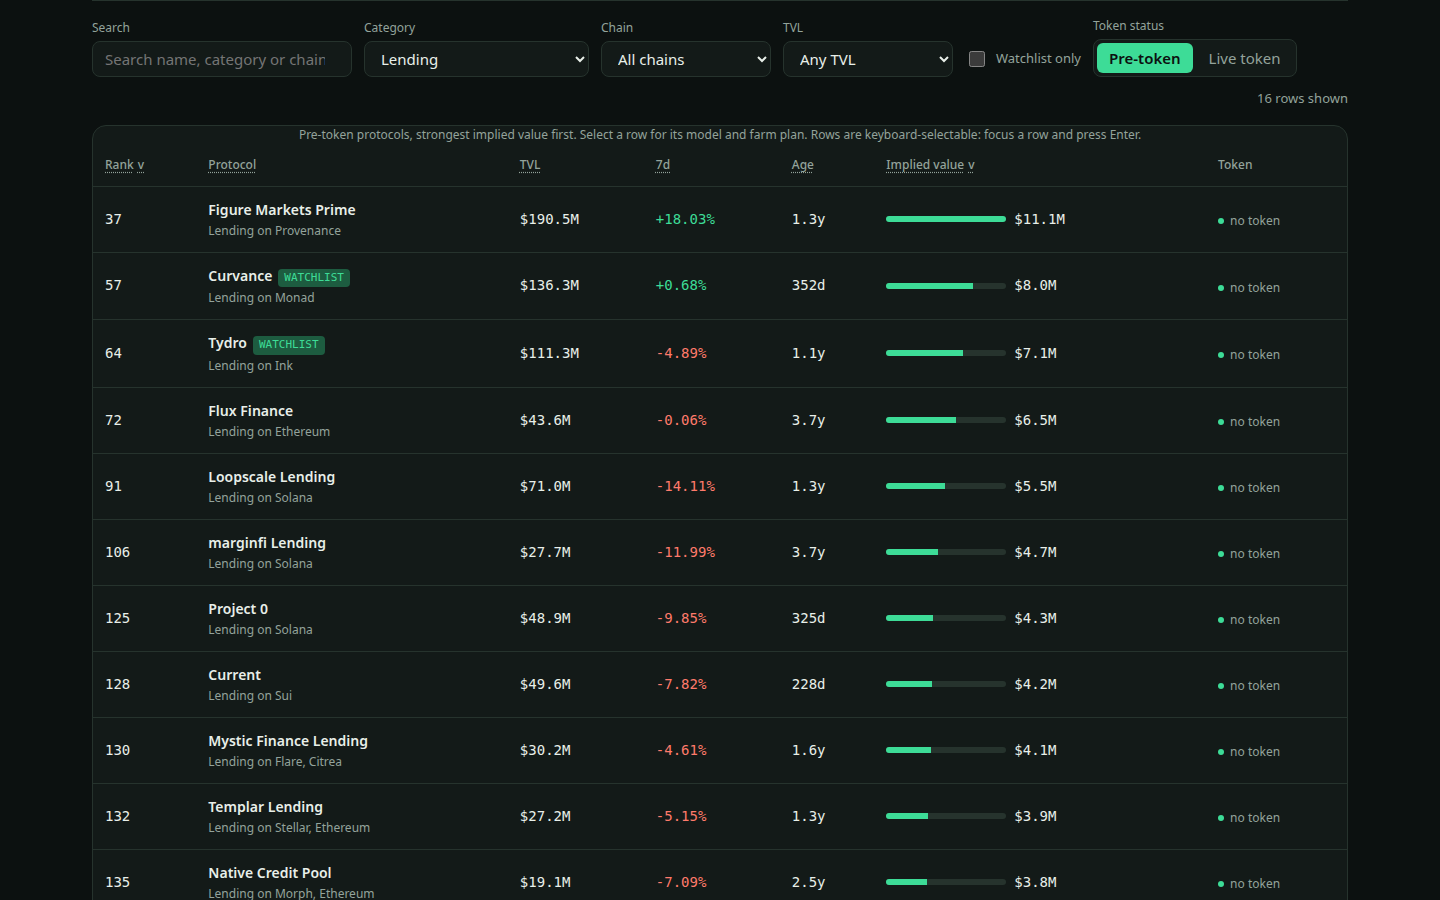 Search
Category
Chain
TVL
Token status
Search name, category or chain
Lending
All chains
Any TVL
Watchlist only
Pre-token
Live token
16 rows shown
Pre-token protocols, strongest implied value first. Select a row for its model and farm plan. Rows are keyboard-selectable: focus a row and press Enter.
Rank v Protocol TVL 7d Age Implied value v Token
37 Figure Markets Prime $190.5M +18.03% 1.3y $11.1M no token
Lending on Provenance
57 Curvance WATCHLIST $136.3M +0.68% 352d $8.0M no token
Lending on Monad
64 Tydro WATCHLIST $111.3M -4.89% 1.1y $7.1M no token
Lending on Ink
72 Flux Finance $43.6M -0.06% 3.7y $6.5M no token
Lending on Ethereum
91 Loopscale Lending $71.0M -14.11% 1.3y $5.5M no token
Lending on Solana
106 marginfi Lending $27.7M -11.99% 3.7y $4.7M no token
Lending on Solana
125 Project 0 $48.9M -9.85% 325d $4.3M no token
Lending on Solana
128 Current $49.6M -7.82% 228d $4.2M no token
Lending on Sui
130 Mystic Finance Lending $30.2M -4.61% 1.6y $4.1M no token
Lending on Flare, Citrea
132 Templar Lending $27.2M -5.15% 1.3y $3.9M no token
Lending on Stellar, Ethereum
135 Native Credit Pool $19.1M -7.09% 2.5y $3.8M no token
Lending on Morph, Ethereum